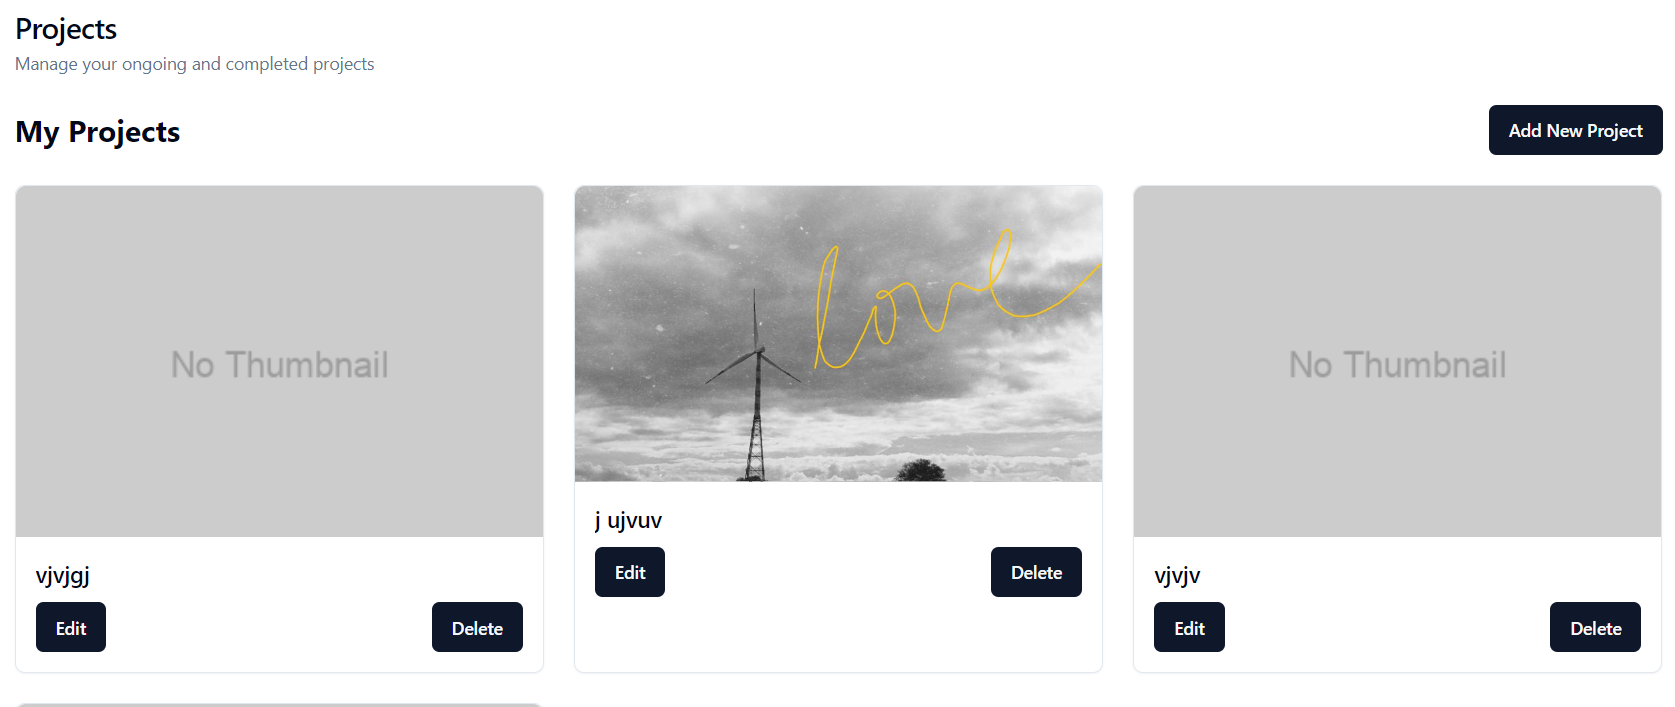 Projects
Manage your ongoing and completed projects
My Projects
Add New Project
No Thumbnail
vjvjgj
Edit
Delete
love
j ujvuv
Edit
Delete
No Thumbnail
vjvjv
Edit
Delete